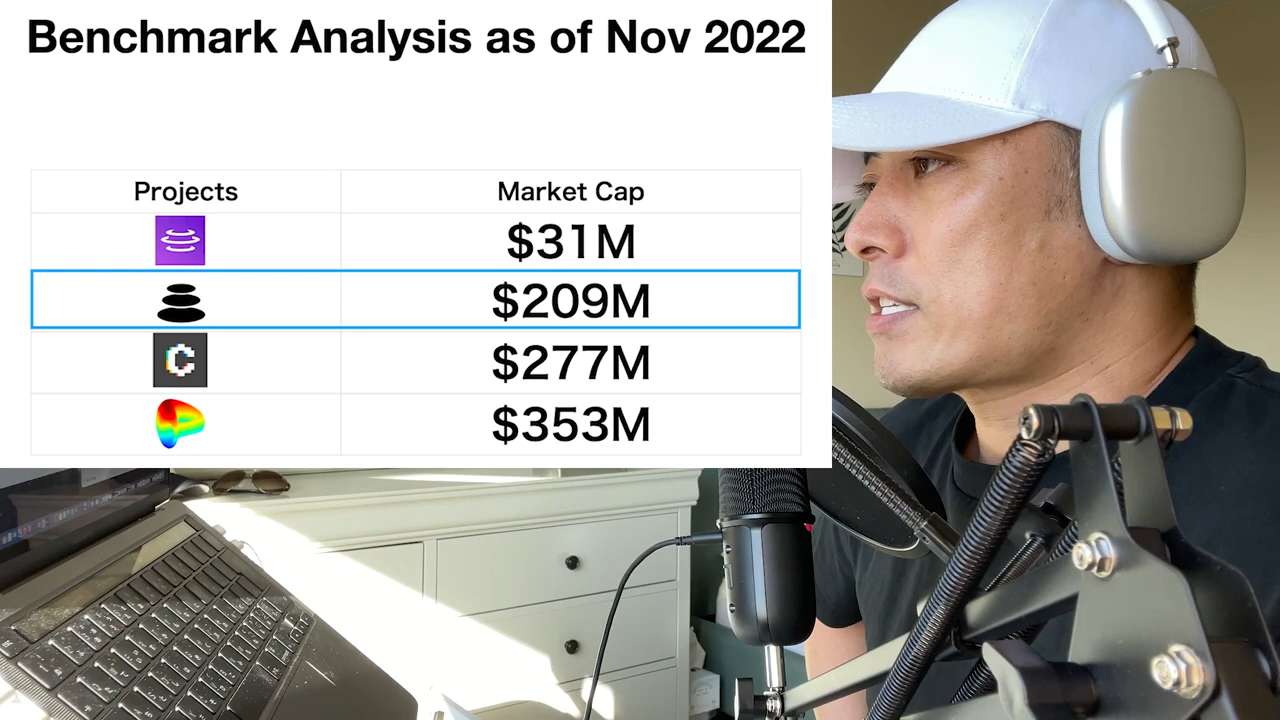 Benchmark Analysis as of Nov 2022
Projects Market Cap
$31M
$209M
C $277M
$353M